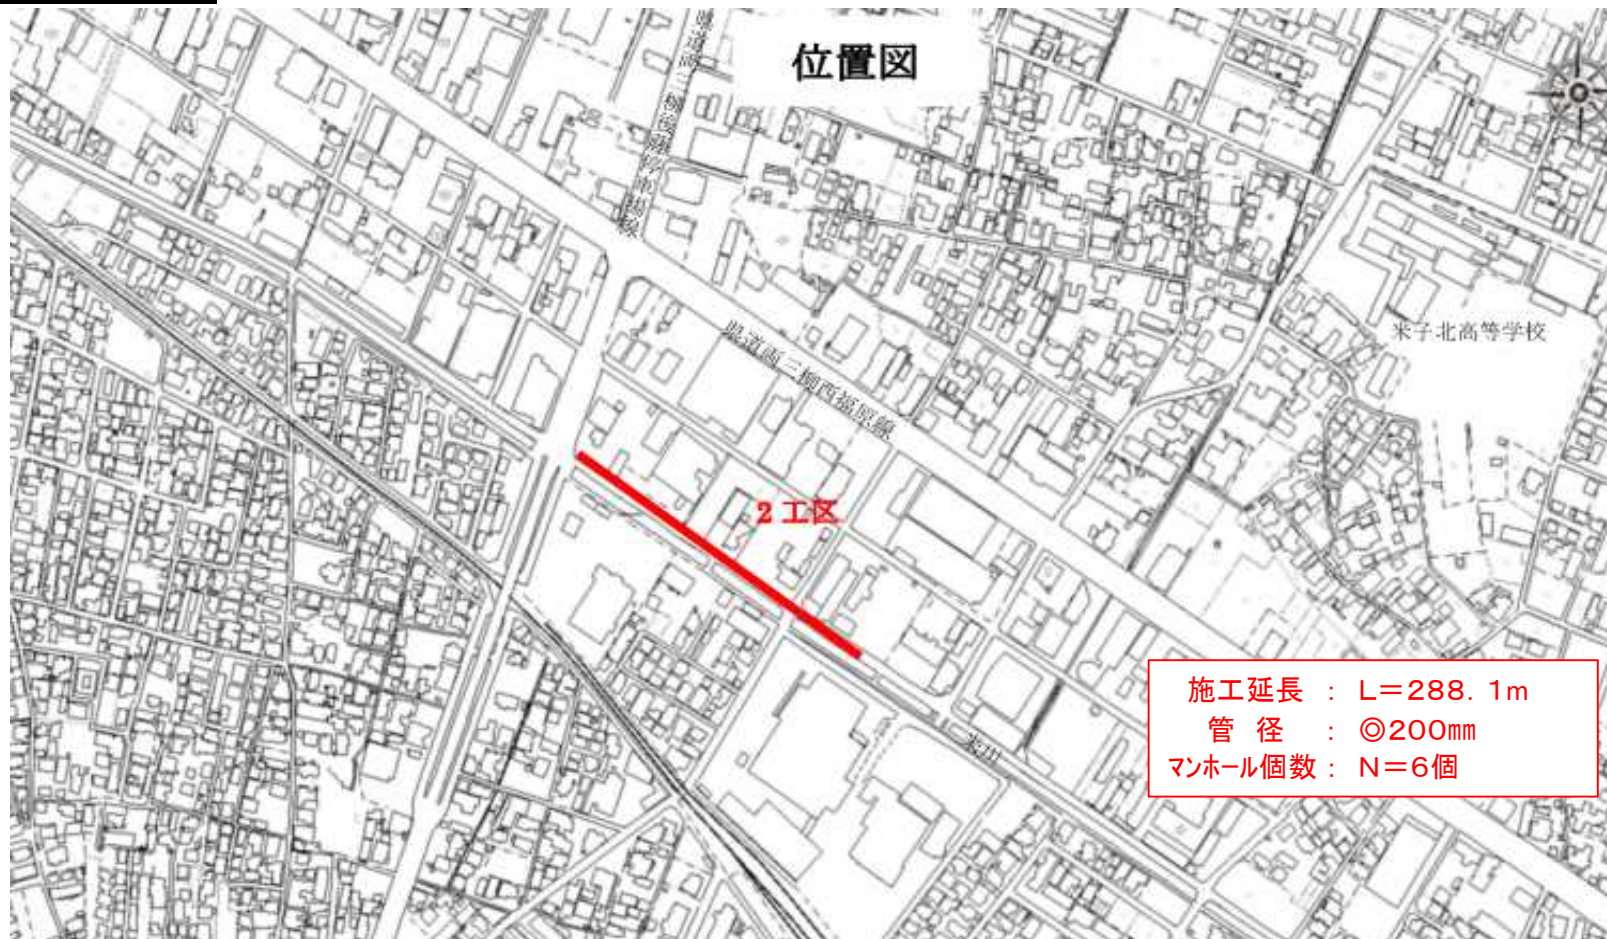 位置図
米子北高等学校
県道両三柳西福原線
2 工区
米川
施工延長 : L=288. 1m
管 径 : ◎200㎜
マンホール個数 : N=6個